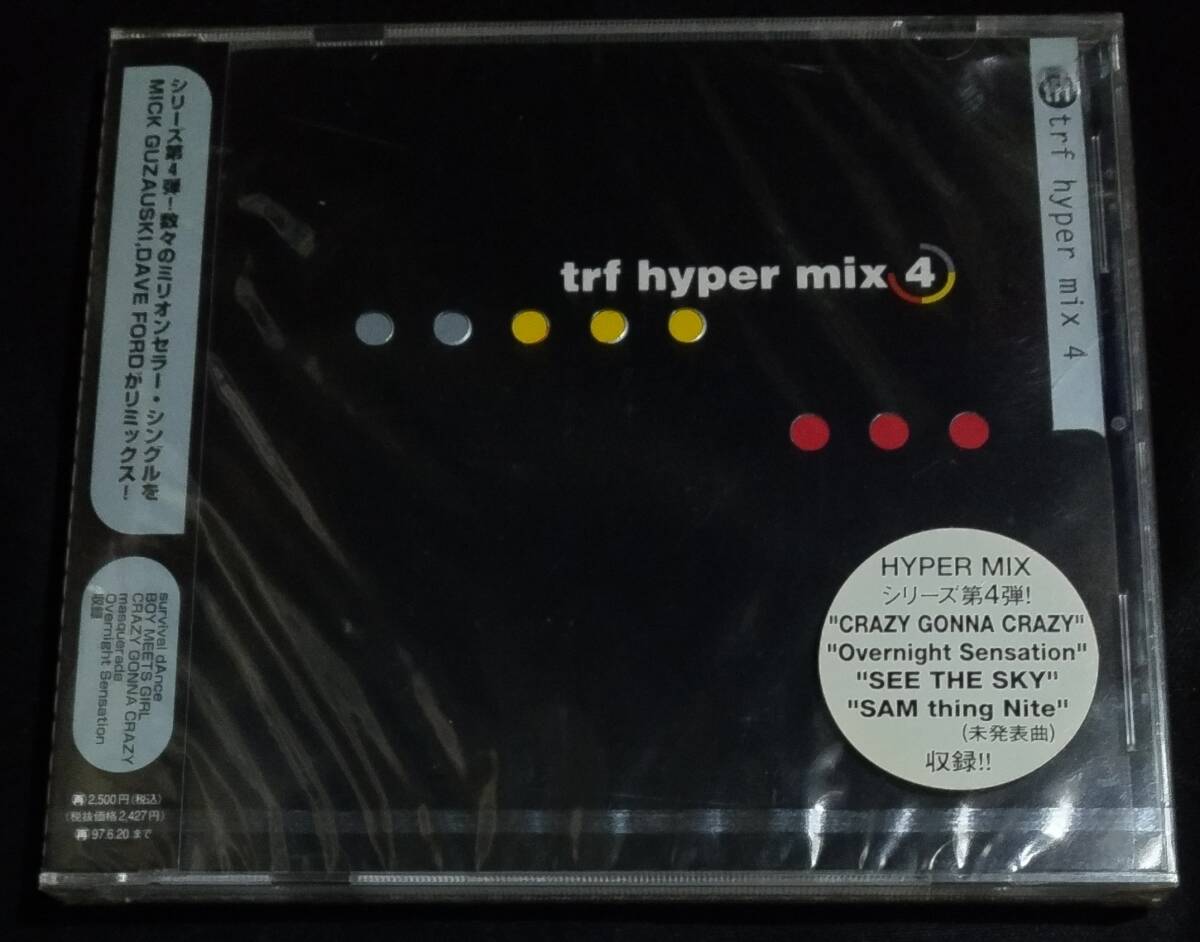 シリーズ第4弾!数々のミリオンセラー・シングルを
MICK GUZAUSKI,DAVE FORDがリミックス!
survival dAnce
BOY MEETS GIRL
CRAZY GONNA CRAZY
masquerade
Overnight Sensation
収録
再 2,500円(税込)
(税抜価格2,427円)
再 97.6.20まで
trf hyper mix 4
trf hyper mix 4
HYPER MIX
シリーズ第4弾!
"CRAZY GONNA CRAZY"
"Overnight Sensation"
"SEE THE SKY"
"SAM thing Nite"
(未発表曲)
収録!!